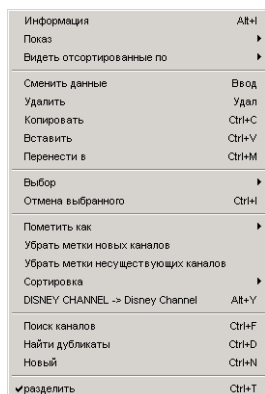 Информация Alt+I
Показ
Видеть отсортированные по
Сменить данные Ввод
Удалить Удал
Копировать Ctrl+C
Вставить Ctrl+V
Перенести в Ctrl+M
Выбор
Отмена выбранного Ctrl+I
Пометить как
Убрать метки новых каналов
Убрать метки несуществующих каналов
Сортировка
DISNEY CHANNEL -> Disney Channel Alt+Y
Поиск каналов Ctrl+F
Найти дубликаты Ctrl+D
Новый Ctrl+N
разделить Ctrl+T